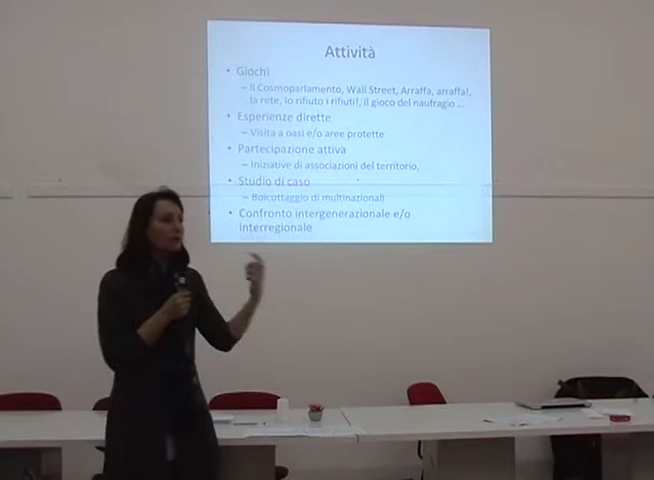 Attività
• Giochi
– Il Cosmoparlamento, Wall Street, Arraffa, arraffa!,
la rete, Io rifiuto i rifiuti!, il gioco del naufragio ...
• Esperienze dirette
– Visita a oasi e/o aree protette
• Partecipazione attiva
– Iniziative di associazioni del territorio,
• Studio di caso
– Boicottaggio di multinazionali
• Confronto intergenerazionale e/o
interregionale